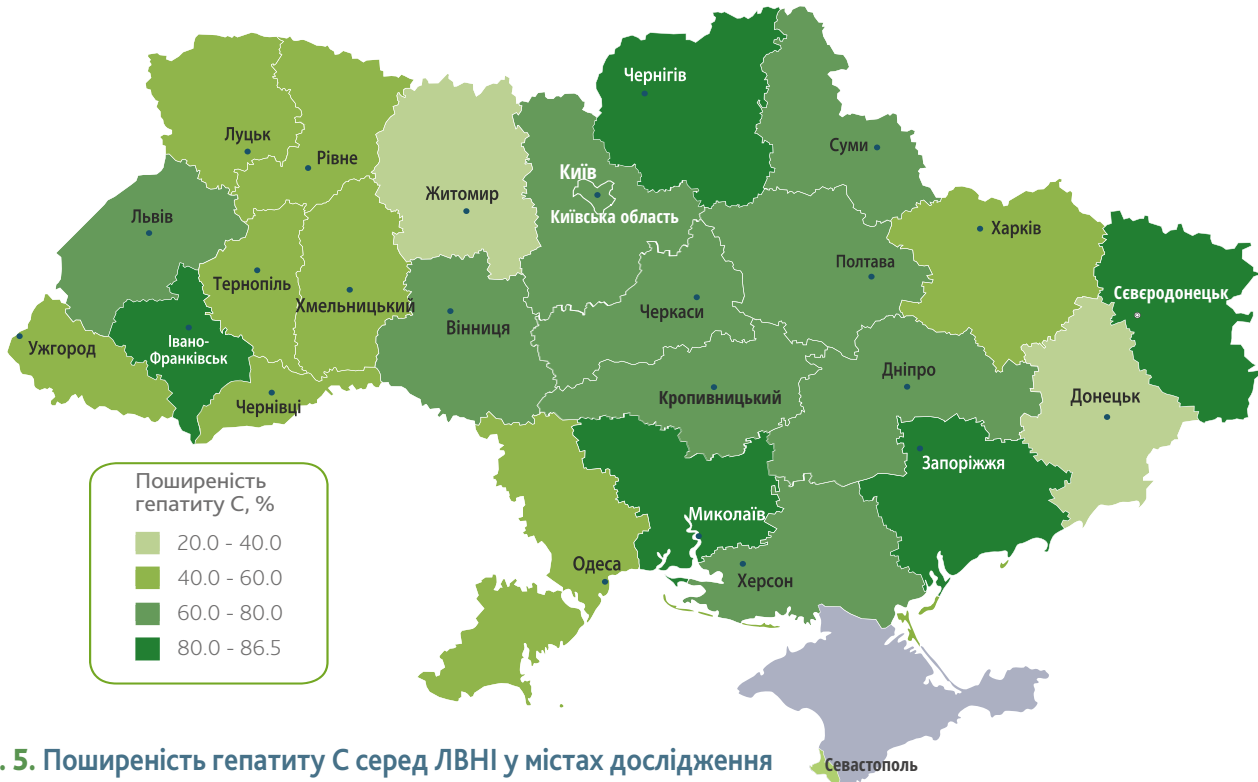 Чернігів
Луцьк
Рівне
Суми
Київ
Житомир
Київська область
Львів
Харків
Полтава
Тернопіль
Сєвєродонецьк
Хмельницький
Черкаси
Вінниця
Івано-
Франківськ
Ужгород
Дніпро
Чернівці
Кропивницький
Донецьк
Запоріжжя
Миколаїв
Одеса
Херсон
Поширеність
гепатиту С, %
20.0 - 40.0
40.0 - 60.0
60.0 - 80.0
80.0 - 86.5
. 5. Поширеність гепатиту С серед ЛВНІ у містах дослідження
Севастополь